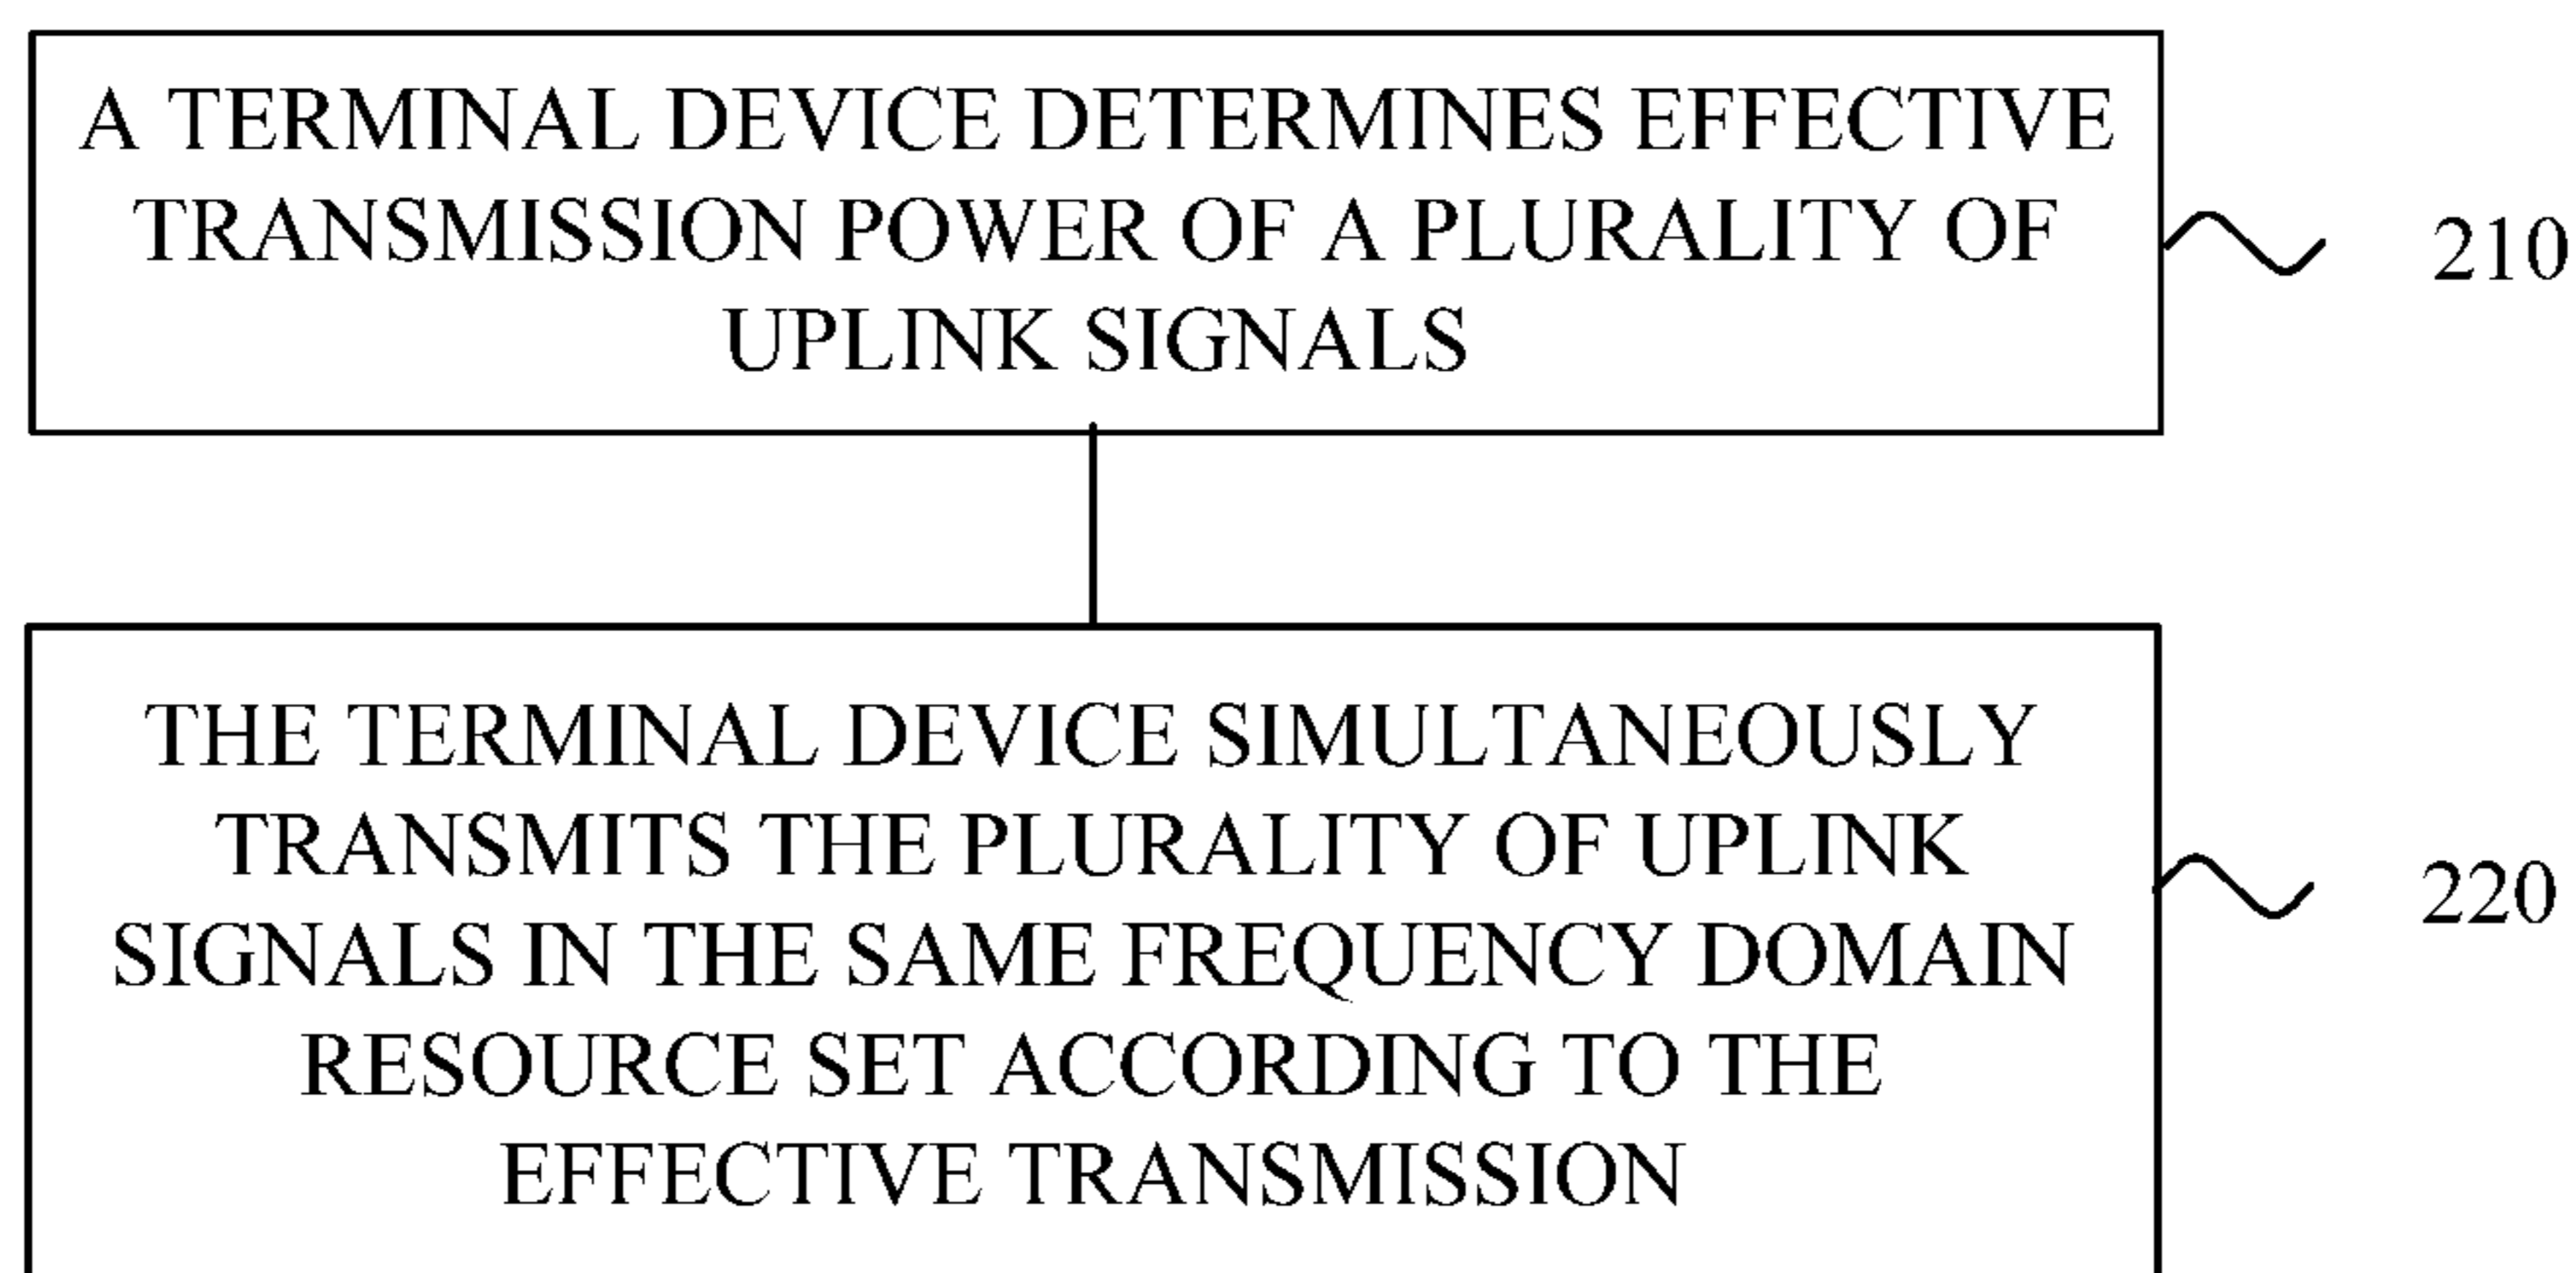 A TERMINAL DEVICE DETERMINES EFFECTIVE
TRANSMISSION POWER OF A PLURALITY OF
UPLINK SIGNALS
210
THE TERMINAL DEVICE SIMULTANEOUSLY
TRANSMITS THE PLURALITY OF UPLINK
SIGNALS IN THE SAME FREQUENCY DOMAIN
RESOURCE SET ACCORDING TO THE
EFFECTIVE TRANSMISSION
220